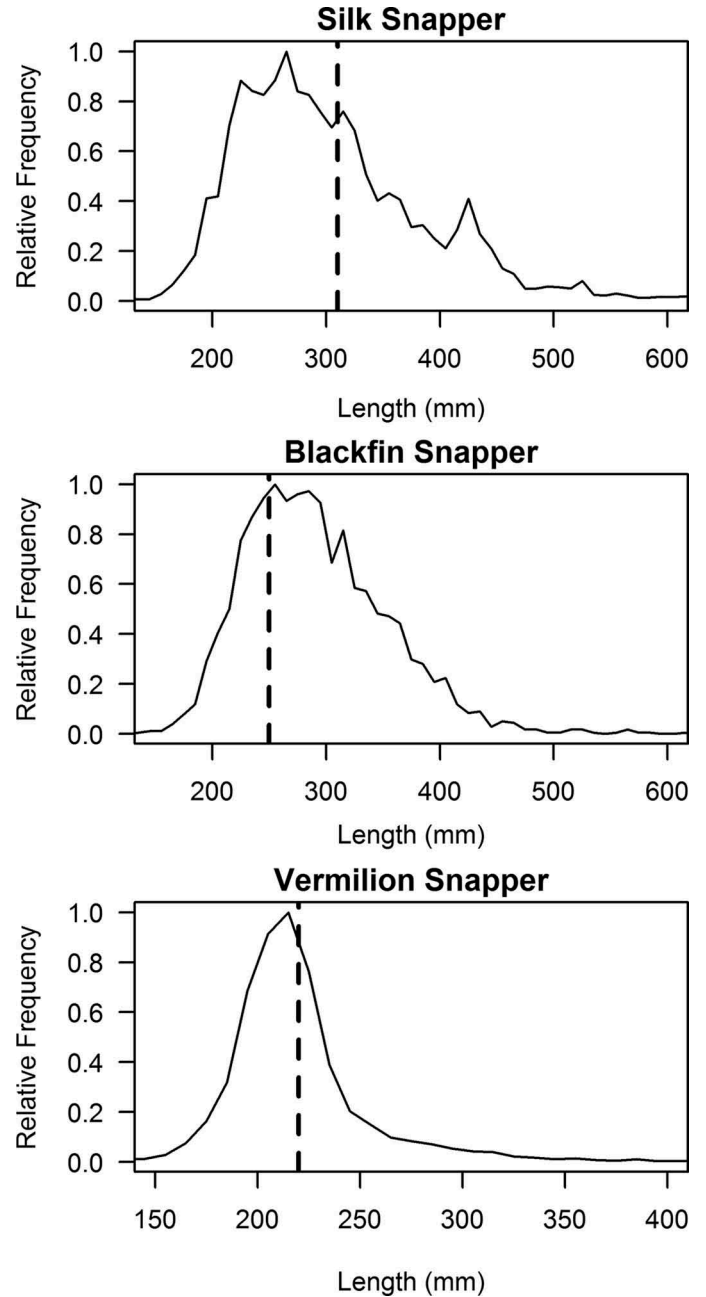 Silk Snapper
1.0
0.8
0.6
0.4
0.2
0.0
Relative Frequency
200 300 400 500 600
Length (mm)
Blackfin Snapper
1.0
0.8
0.6
0.4
0.2
0.0
Relative Frequency
200 300 400 500 600
Length (mm)
Vermilion Snapper
1.0
0.8
0.6
0.4
0.2
0.0
Relative Frequency
150 200 250 300 350 400
Length (mm)